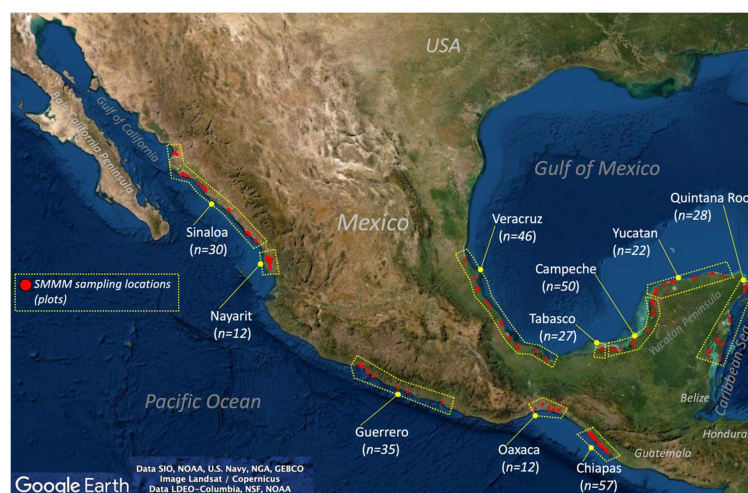 USA
Baja California Peninsula
Gulf of California
Gulf of Mexico
Mexico
Sinaloa
(n=30)
Nayarit
(n=12)
SMMM sampling locations
(plots)
Veracruz
(n=46)
Campeche
(n=50)
Tabasco
(n=27)
Yucatan
(n=22)
Quintana Roo
(n=28)
Yucatan Peninsula
Caribbean Sea
Belize
Honduras
Guatemala
Pacific Ocean
Guerrero
(n=35)
Oaxaca
(n=12)
Chiapas
(n=57)
Google Earth
Data SIO, NOAA, U.S. Navy, NGA, GEBCO
Image Landsat / Copernicus
Data LDEO-Columbia, NSF, NOAA